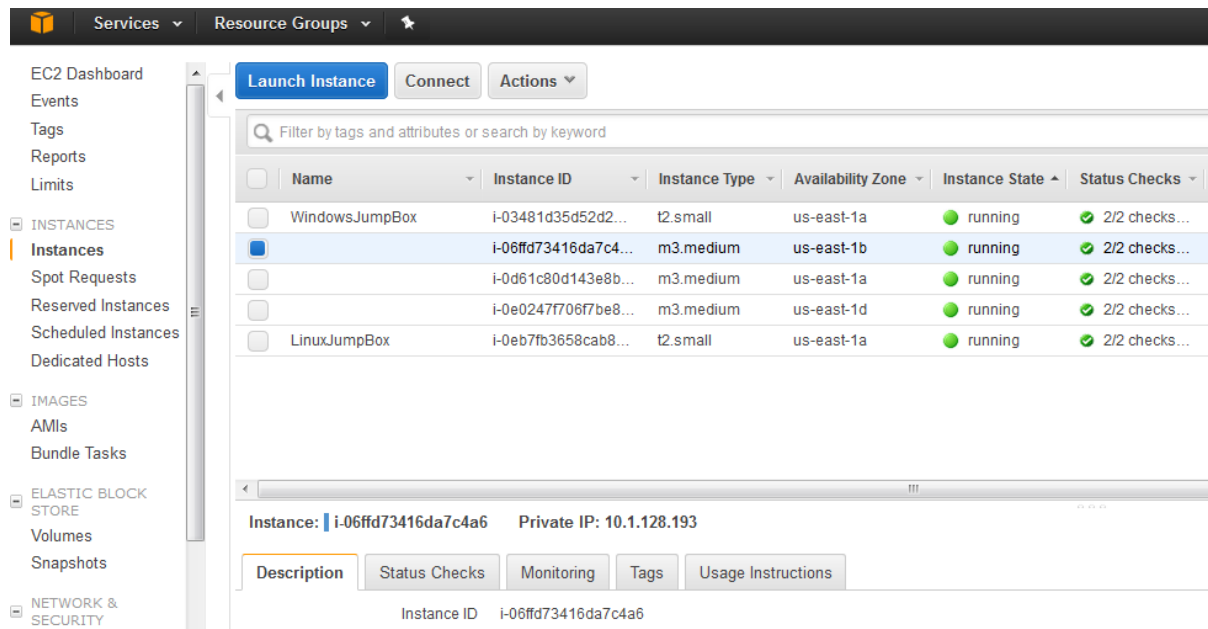 Services Resource Groups
EC2 Dashboard
Events
Tags
Reports
Limits
INSTANCES
Instances
Spot Requests
Reserved Instances
Scheduled Instances
Dedicated Hosts
IMAGES
AMIs
Bundle Tasks
ELASTIC BLOCK
STORE
Volumes
Snapshots
NETWORK &
SECURITY
Launch Instance Connect Actions
Filter by tags and attributes or search by keyword
Name Instance ID Instance Type Availability Zone Instance State Status Checks
WindowsJumpBox i-03481d35d52d2... t2.small us-east-1a running 2/2 checks...
i-06ffd73416da7c4... m3.medium us-east-1b running 2/2 checks...
i-0d61c80d143e8b... m3.medium us-east-1a running 2/2 checks...
i-0e0247f706f7be8... m3.medium us-east-1d running 2/2 checks...
LinuxJumpBox i-0eb7fb3658cab8... t2.small us-east-1a running 2/2 checks...
Instance: i-06ffd73416da7c4a6 Private IP: 10.1.128.193
Description Status Checks Monitoring Tags Usage Instructions
Instance ID i-06ffd73416da7c4a6